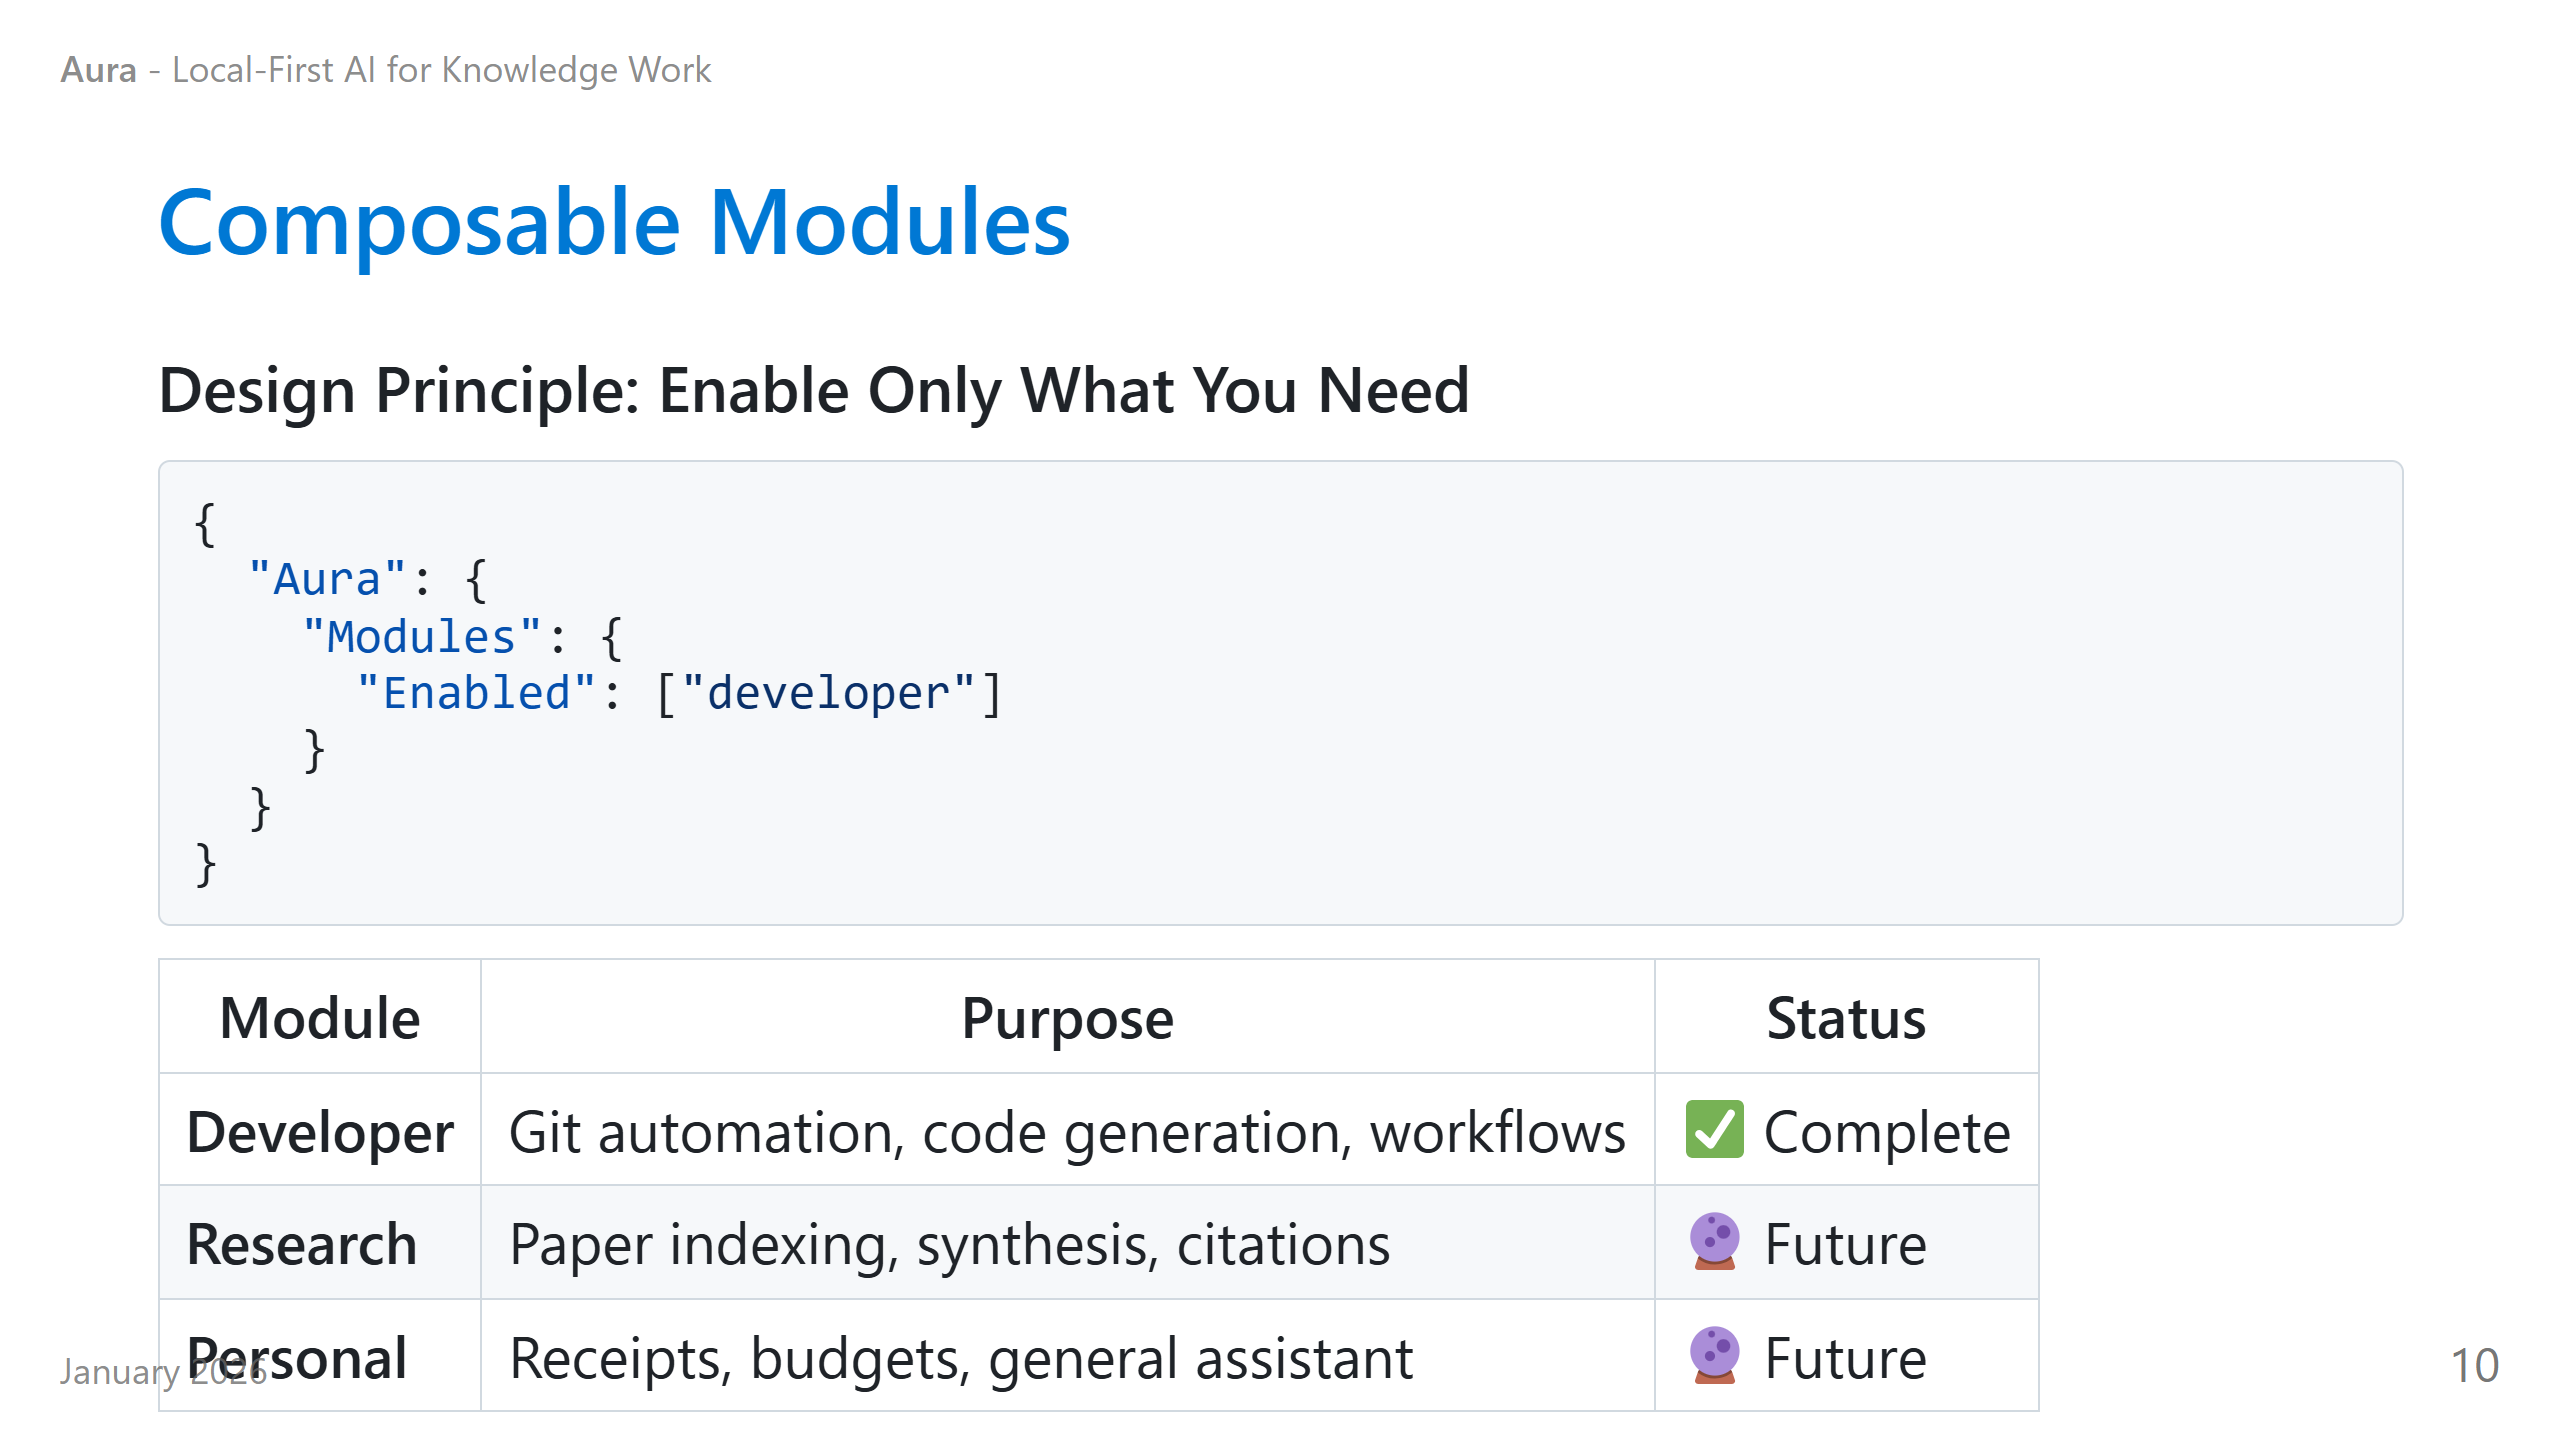 Aura - Local-First AI for Knowledge Work
Composable Modules
Design Principle: Enable Only What You Need
{
  "Aura": {
    "Modules": {
      "Enabled": ["developer"]
    }
  }
}
Module Purpose Status
Developer Git automation, code generation, workflows ✅ Complete
Research Paper indexing, synthesis, citations 🔮 Future
Personal Receipts, budgets, general assistant 🔮 Future
January 2026
10